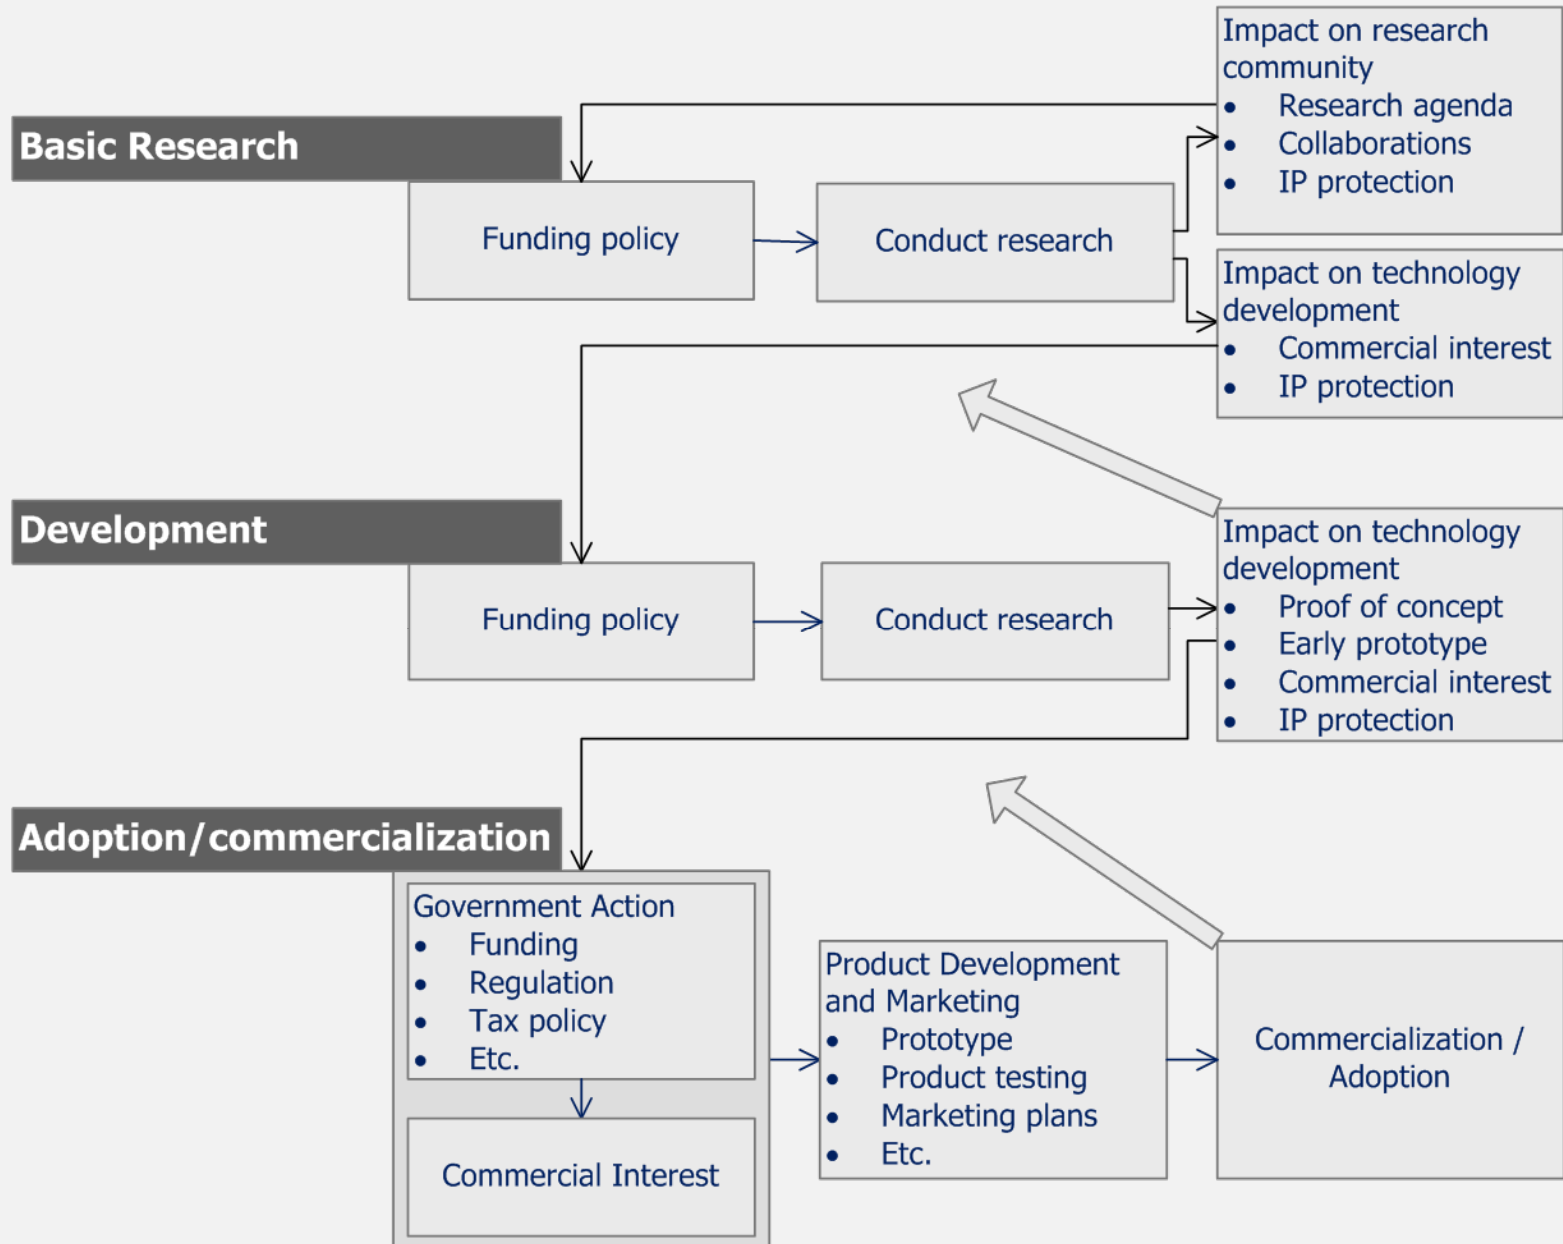 Impact on research
community
• Research agenda
• Collaborations
• IP protection
Basic Research
Funding policy
Conduct research
Impact on technology
development
• Commercial interest
• IP protection
Development
Funding policy
Conduct research
Impact on technology
development
• Proof of concept
• Early prototype
• Commercial interest
• IP protection
Adoption/commercialization
Government Action
• Funding
• Regulation
• Tax policy
• Etc.
Commercial Interest
Product Development
and Marketing
• Prototype
• Product testing
• Marketing plans
• Etc.
Commercialization /
Adoption